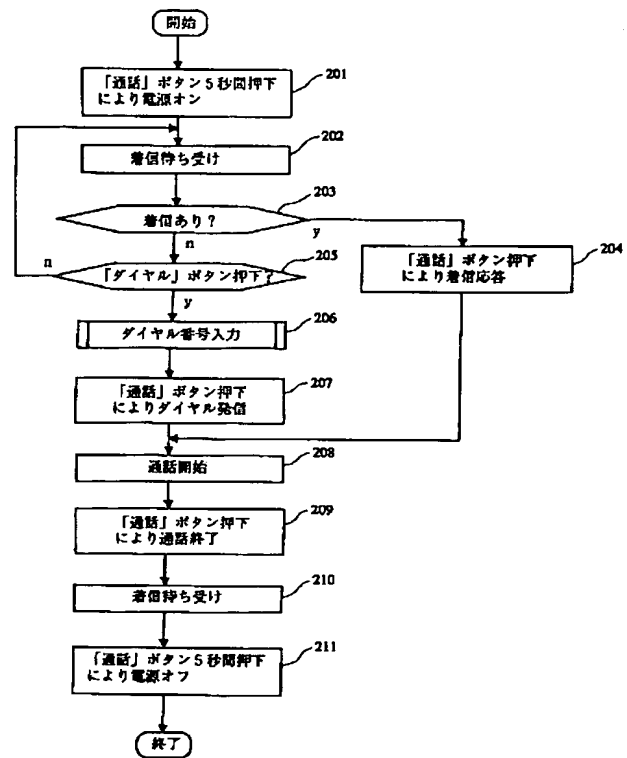 開始
「通話」ボタン5秒間押下
により電源オン
201
着信待ち受け
202
着信あり?
203
y
n
「ダイヤル」ボタン押下?
205
n
y
「通話」ボタン押下
により着信応答
204
ダイヤル番号入力
206
「通話」ボタン押下
によりダイヤル発信
207
通話開始
208
「通話」ボタン押下
により通話終了
209
着信待ち受け
210
「通話」ボタン5秒間押下
により電源オフ
211
終了